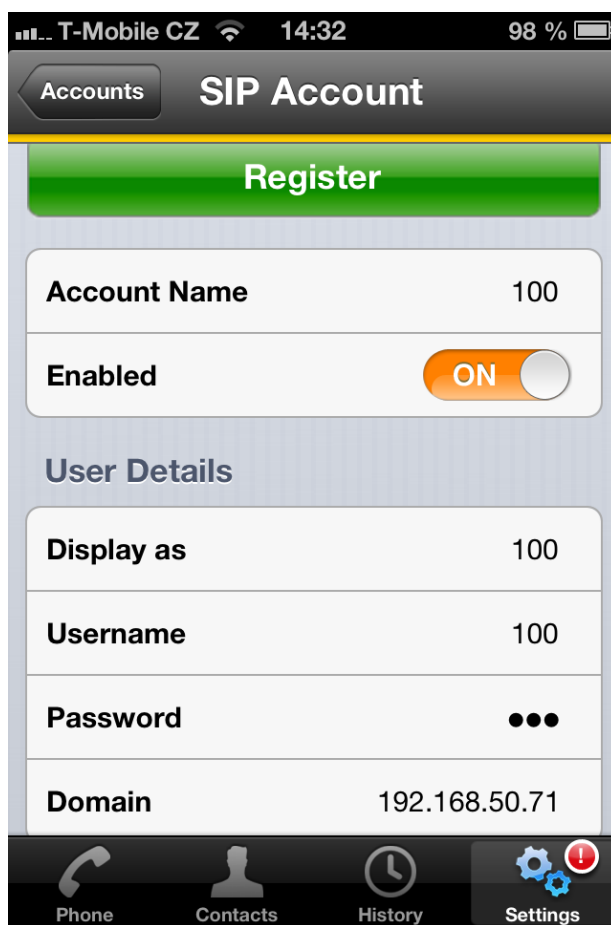 T-Mobile CZ 14:32 98 %
Accounts SIP Account
Register
Account Name 100
Enabled ON
User Details
Display as 100
Username 100
Password •••
Domain 192.168.50.71
!
Phone Contacts History Settings